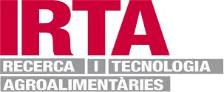 IRTA
RECERCA I TECNOLOGIA
AGROALIMENTÀRIES